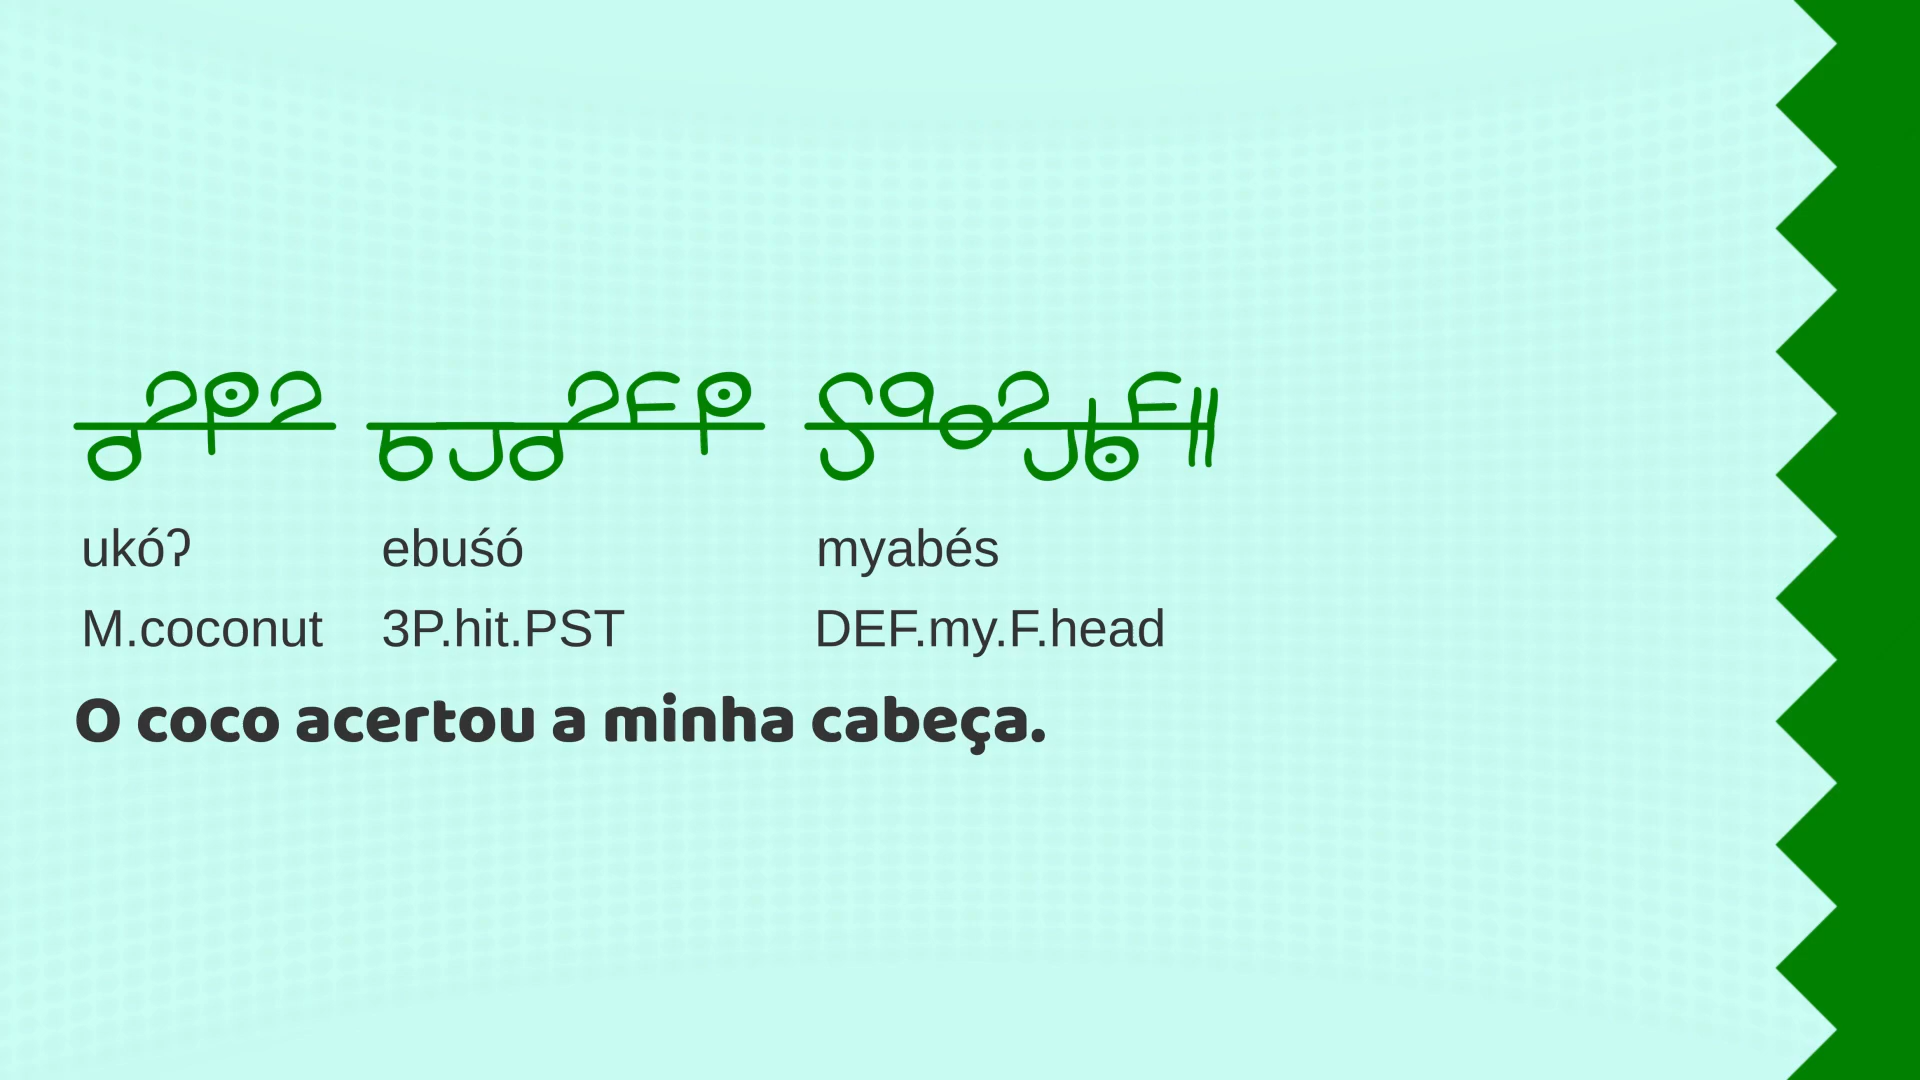 ukóʔ ebuśó myabés
M.coconut 3P.hit.PST DEF.my.F.head
O coco acertou a minha cabeça.